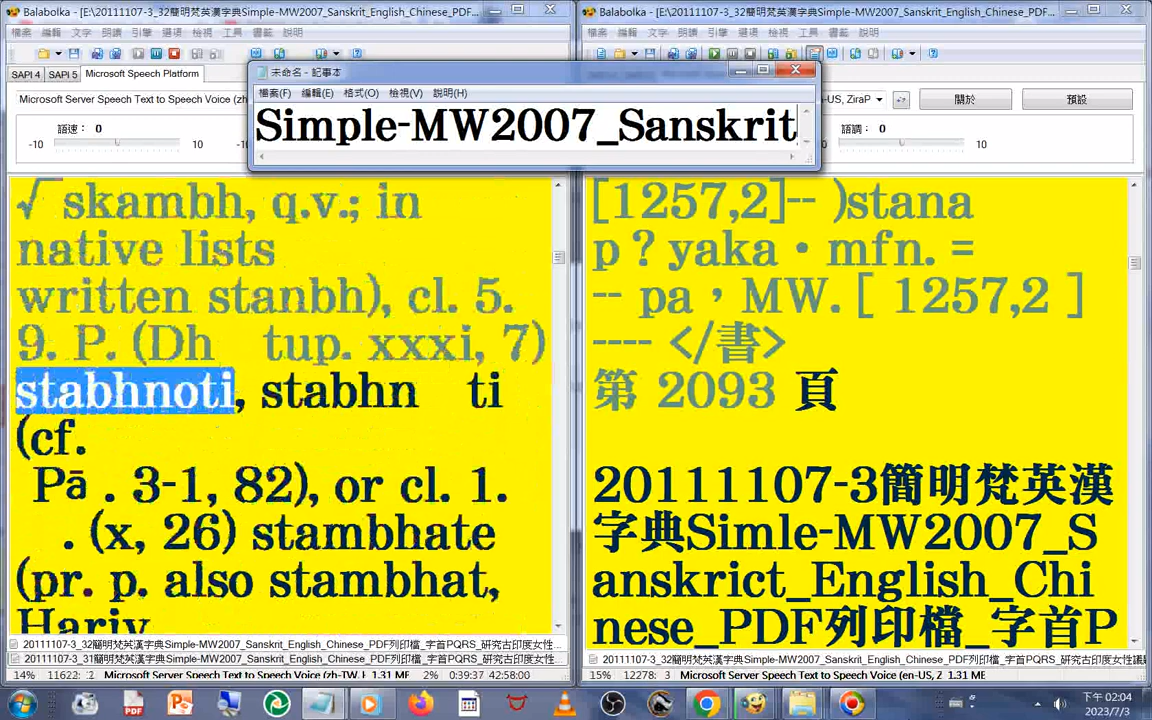 Balabolka - [E:\20111107-3_32簡明梵英漢字典Simple-MW2007_Sanskrit_English_Chinese_PDF...
Balabolka - [E:\20111107-3_32簡明梵英漢字典Simple-MW2007_Sanskrit_English_Chinese_PDF...
檔案 編輯 文字 朗讀 引擎 選項 檢視 工具 書籤 說明
檔案 編輯 文字 朗讀 引擎 選項 檢視 工具 書籤 說明
SAPI 4 SAPI 5 Microsoft Speech Platform
Microsoft Server Speech Text to Speech Voice (zh
-US, ZiraP
關於
預設
語速： 0
-10 10 -10
語調： 0
10
未命名 - 記事本
檔案(F) 編輯(E) 格式(O) 檢視(V) 說明(H)
Simple-MW2007_Sanskrit
√ skambh, q.v.; in
native lists
written stanbh), cl. 5.
9. P. (Dh tup. xxxi, 7)
stabhnoti, stabhn ti
(cf.
Pā . 3-1, 82), or cl. 1.
. (x, 26) stambhate
(pr. p. also stambhat,
Hariv
[1257,2]-- )stana
p？yaka・mfn. =
-- pa，MW. [ 1257,2 ]
---- </書>
第 2093 頁
20111107-3簡明梵英漢
字典Simle-MW2007_S
anskrict_English_Chi
nese_PDF列印檔_字首P
20111107-3_32簡明梵英漢字典Simple-MW2007_Sanskit_English_Chinese_PDF列印檔_字首PQRS_研究古印度女性...
20111107-3_31簡明梵英漢字典Simple-MW2007_Sanskit_English_Chinese_PDF列印檔_字首PQRS_研究古印度女性...
20111107-3_32簡明梵英漢字典Simple-MW2007_Sanskit_English_Chinese_PDF列印檔_字首PQRS_研究古印度女性議
14% 11622: :2 Microsoft Server Speech Text to Speech Voice (zh-TW, H 1.31 MB 2% 0:39:37 42:58:00
15% 12278: 3 Microsoft Server Speech Text to Speech Voice (en-US, Z 1.31 MB
下午 02:04
2023/7/3